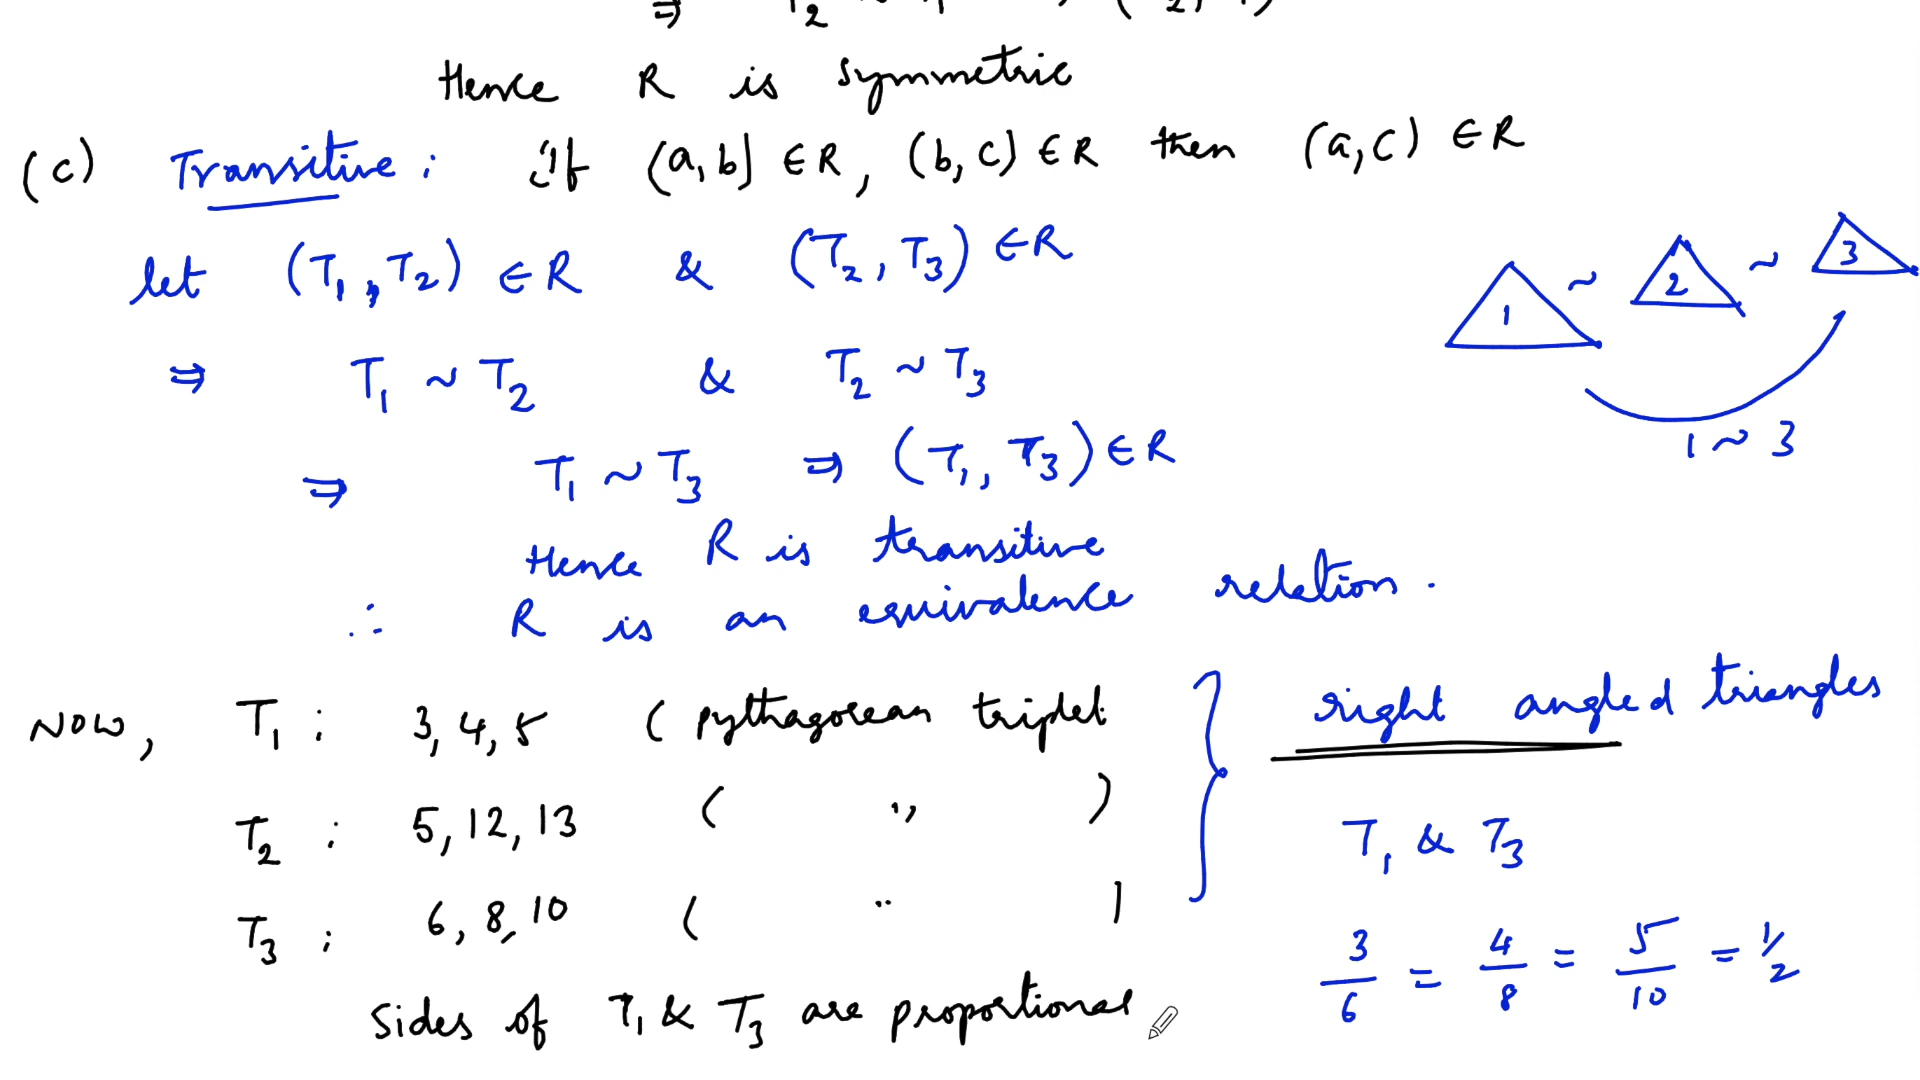 Hence R is symmetric
(c) Transitive : if (a, b] ∈ R, (b, c) ∈ R then (a, c) ∈ R
let (T₁, T₂) ∈ R & (T₂, T₃) ∈ R
1 ~ 2 ~ 3
⇒ T₁ ~ T₂ & T₂ ~ T₃
1 ~ 3
⇒ T₁ ~ T₃ ⇒ (T₁, T₃) ∈ R
Hence R is transitive
∴ R is an equivalence relation.
Now, T₁ : 3, 4, 5 ( pythagorean triplet } right angled triangles
T₂ : 5, 12, 13 ( ,, )
T₁ & T₃
T₃ : 6, 8, 10 ( ,, )
3/6 = 4/8 = 5/10 = 1/2
Sides of T₁ & T₃ are proportional